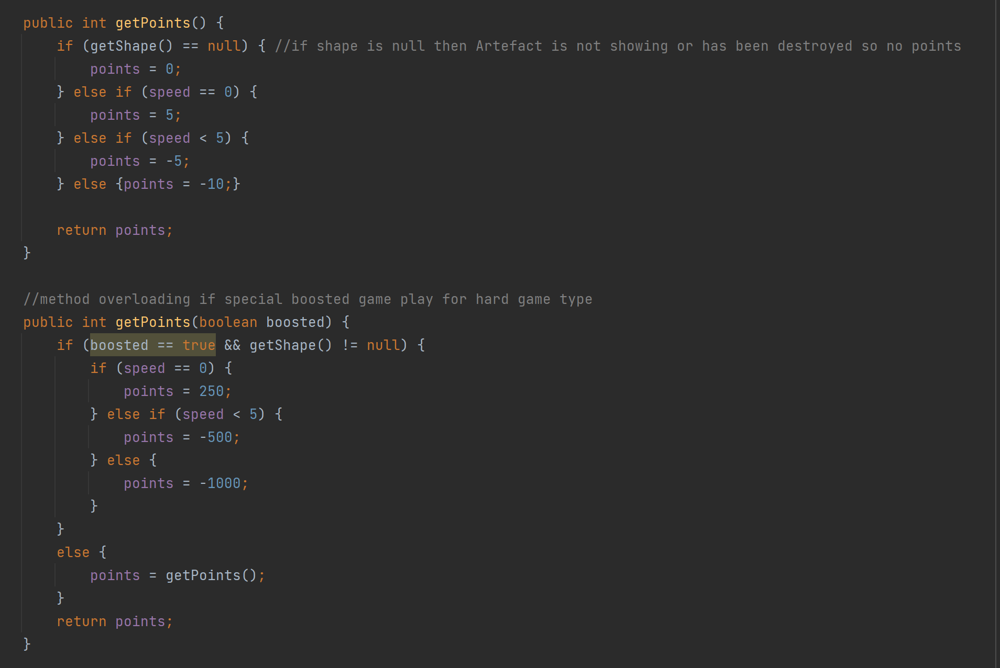 public int getPoints() {
    if (getShape() == null) { //if shape is null then Artefact is not showing or has been destroyed so no points
        points = 0;
    } else if (speed == 0) {
        points = 5;
    } else if (speed < 5) {
        points = -5;
    } else {points = -10;}

    return points;
}

//method overloading if special boosted game play for hard game type
public int getPoints(boolean boosted) {
    if (boosted == true && getShape() != null) {
        if (speed == 0) {
            points = 250;
        } else if (speed < 5) {
            points = -500;
        } else {
            points = -1000;
        }
    }
    else {
        points = getPoints();
    }
    return points;
}